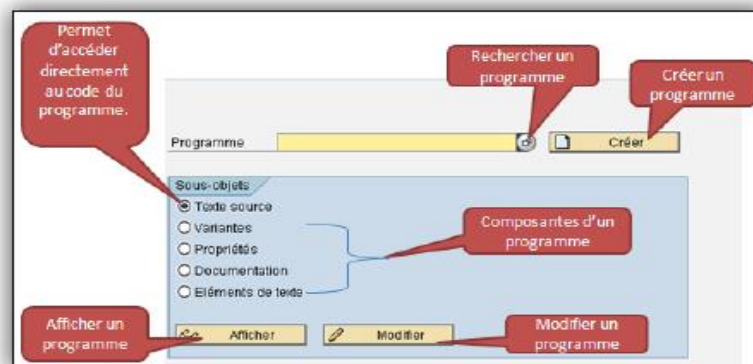 Permet
d'accéder
directement
au code du
programme.
Rechercher un
programme
Créer un
programme
Programme
Créer
Sous-objets
Texte source
Variantes
Propriétés
Documentation
Eléments de texte
Composantes d'un
programme
Afficher un
programme
Afficher
Modifier
Modifier un
programme